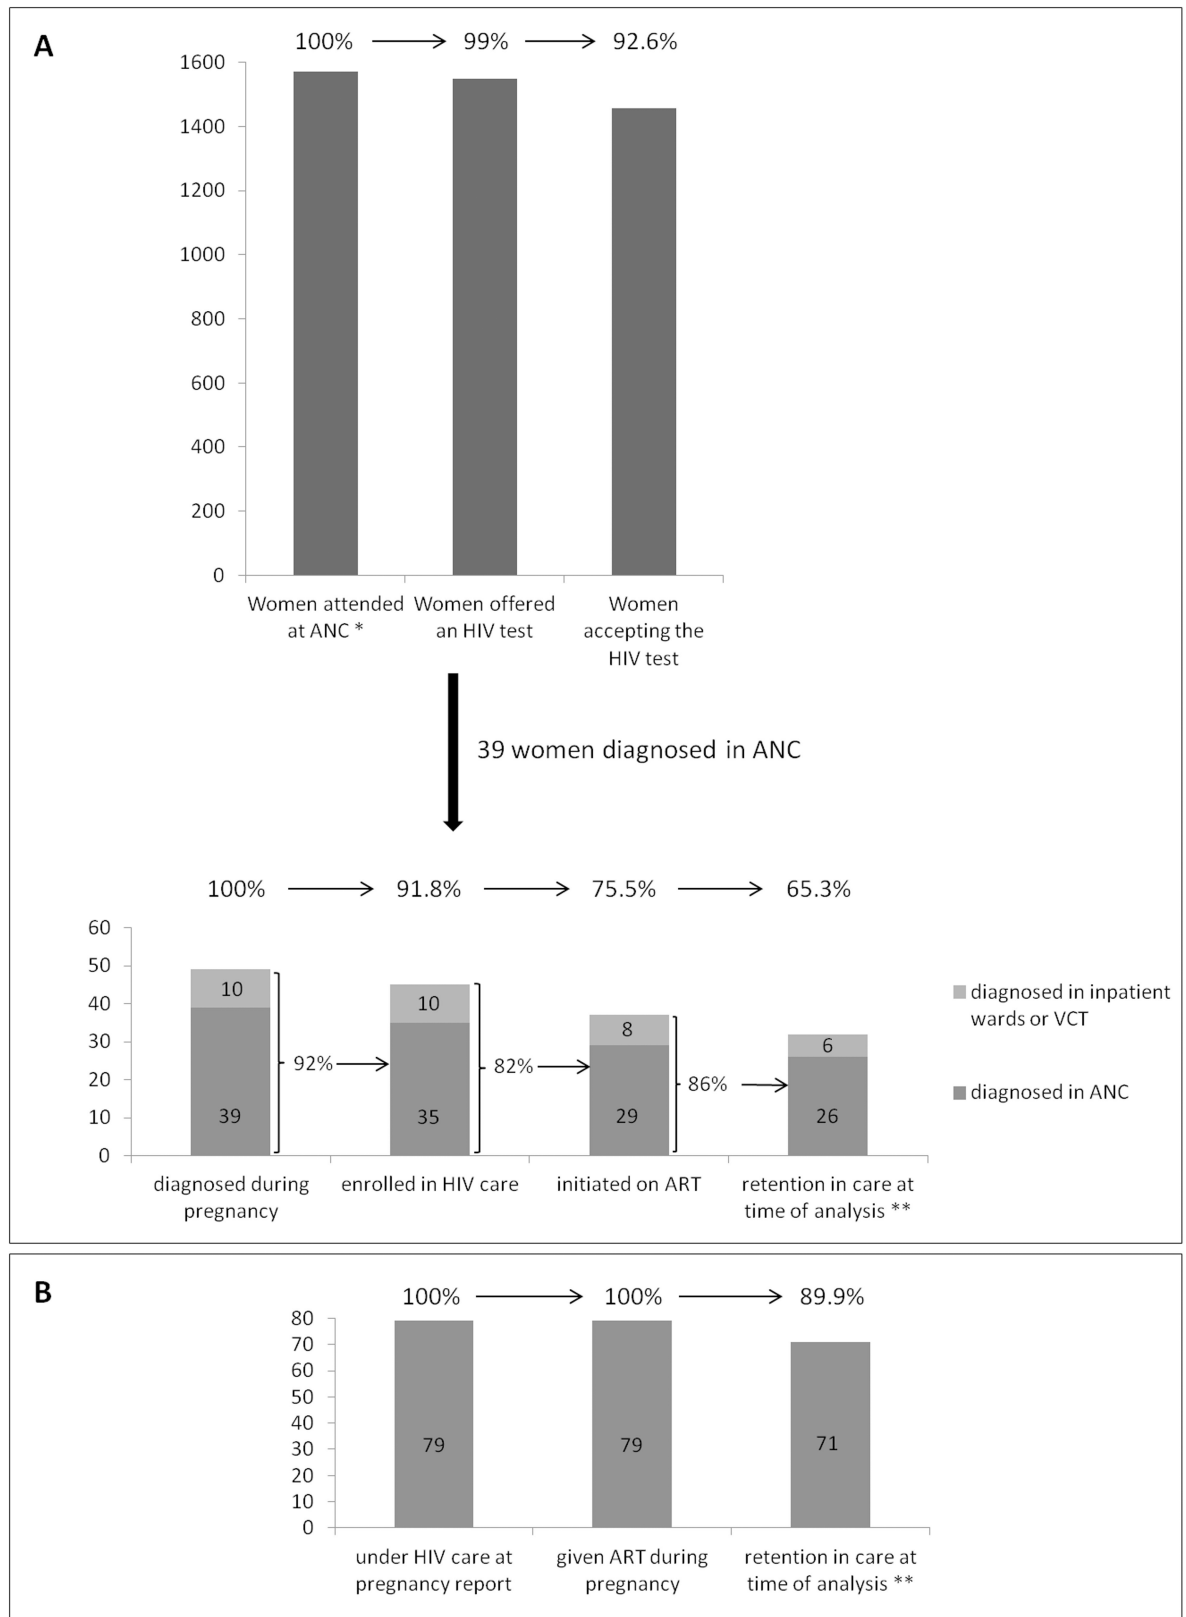 A
100% 99% 92.6%
1600
1400
1200
1000
800
600
400
200
0
Women attended Women offered Women
at ANC * an HIV test accepting the
HIV test
39 women diagnosed in ANC
100% 91.8% 75.5% 65.3%
60
50
40
30
20
10
0
10
39
92%
10
35
82%
8
29
86%
6
26
diagnosed in inpatient
wards or VCT
diagnosed in ANC
diagnosed during enrolled in HIV care initiated on ART retention in care at
pregnancy time of analysis **
B
100% 100% 89.9%
80
70
60
50
40
30
20
10
0
79 79 71
under HIV care at given ART during retention in care at
pregnancy report pregnancy time of analysis **